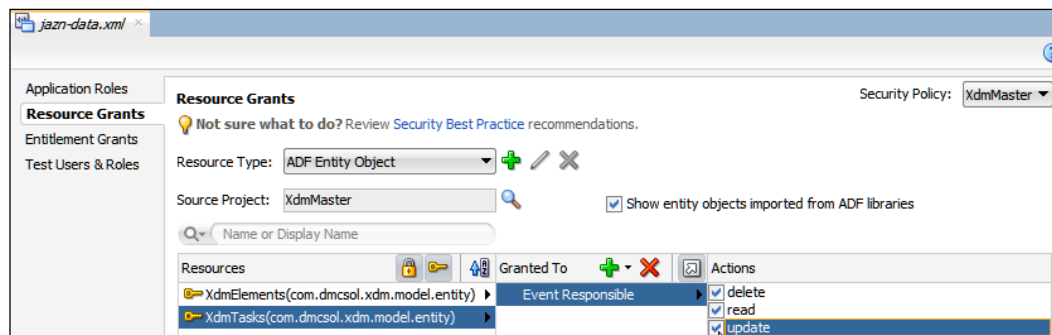 jazn-data.xml
Application Roles
Resource Grants
Entitlement Grants
Test Users & Roles
Resource Grants
Security Policy: XdmMaster
Not sure what to do? Review Security Best Practice recommendations.
Resource Type: ADF Entity Object
Source Project: XdmMaster
Show entity objects imported from ADF libraries
Name or Display Name
Resources Granted To Actions
XdmElements(com.dmcsol.xdm.model.entity) Event Responsible delete
XdmTasks(com.dmcsol.xdm.model.entity) read
update